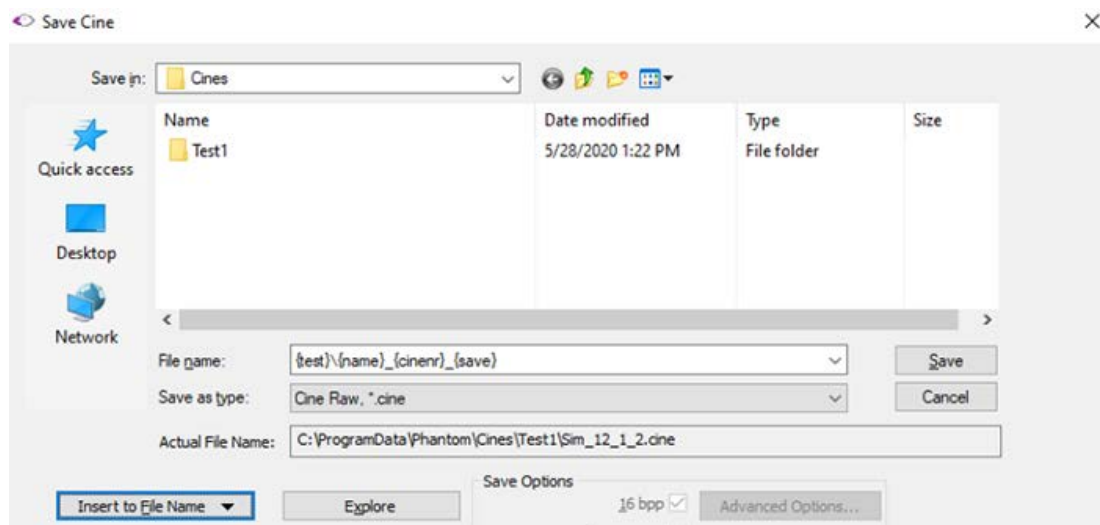 Save Cine
Save in: Cines
Name Date modified Type Size
Test1 5/28/2020 1:22 PM File folder
Quick access
Desktop
Network
File name: {test}\{name}_{cinenr}_{save} Save
Save as type: Cine Raw, *.cine Cancel
Actual File Name: C:\ProgramData\Phantom\Cines\Test1\Sim_12_1_2.cine
Save Options
Insert to File Name Explore 16 bpp Advanced Options...